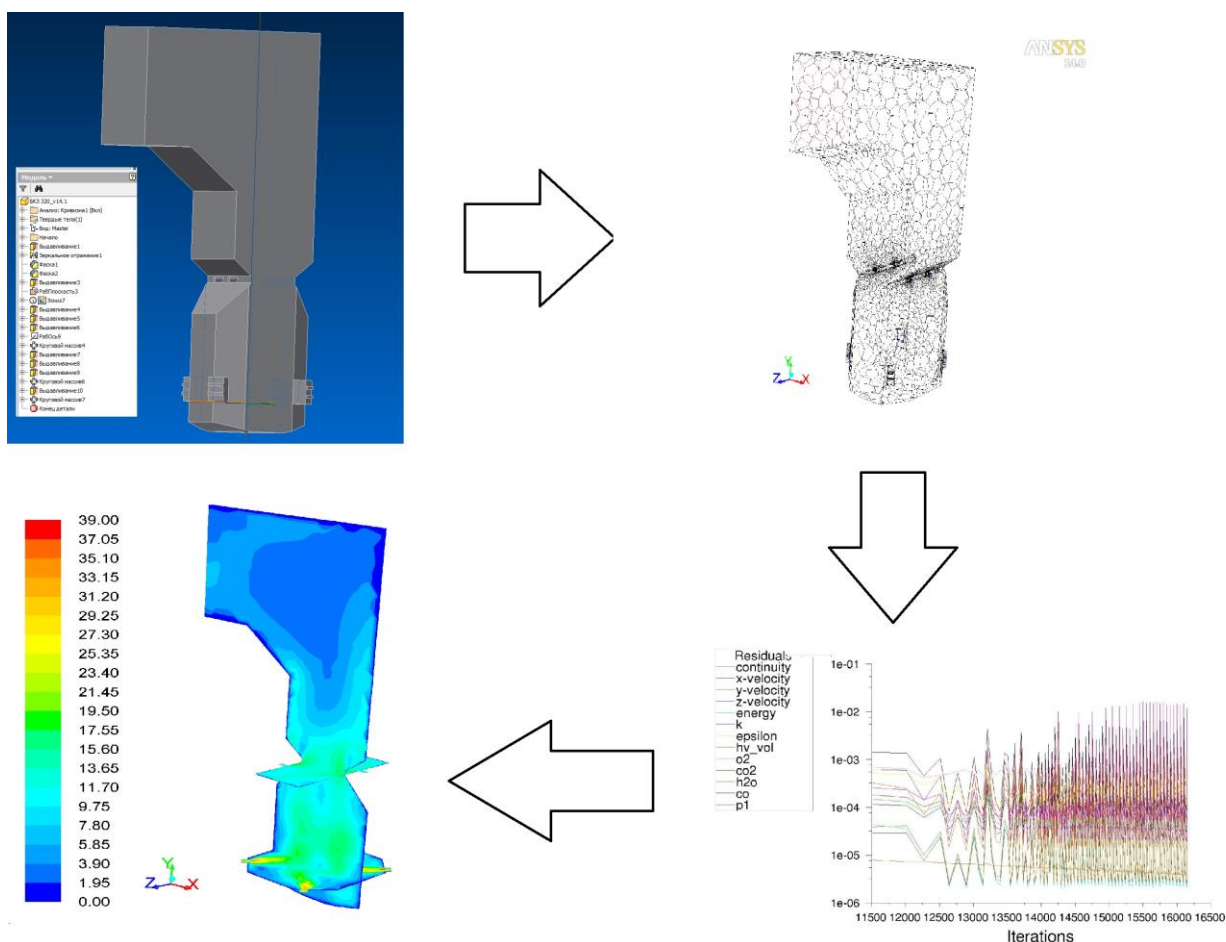 Модель
БКЗ 320_v14.1
Анализ: Кривизна1 (Вкл)
Твердые тела(1)
Вид: Master
Начало
Выдавливание1
Зеркальное отражение1
Фаска1
Фаска2
Выдавливание3
РабПлоскость3
Эскиз7
Выдавливание4
Выдавливание5
Выдавливание6
РабОсь9
Круговой массив4
Выдавливание7
Выдавливание8
Выдавливание9
Круговой массив6
Выдавливание10
Круговой массив7
Конец детали
ANSYS
14.0
Y
Z X
39.00
37.05
35.10
33.15
31.20
29.25
27.30
25.35
23.40
21.45
19.50
17.55
15.60
13.65
11.70
9.75
7.80
5.85
3.90
1.95
0.00
Y
Z X
Residuals
continuity
x-velocity
y-velocity
z-velocity
energy
k
epsilon
hv_vol
o2
co2
h2o
co
p1
1e-01
1e-02
1e-03
1e-04
1e-05
1e-06
11500 12000 12500 13000 13500 14000 14500 15000 15500 16000 16500
Iterations